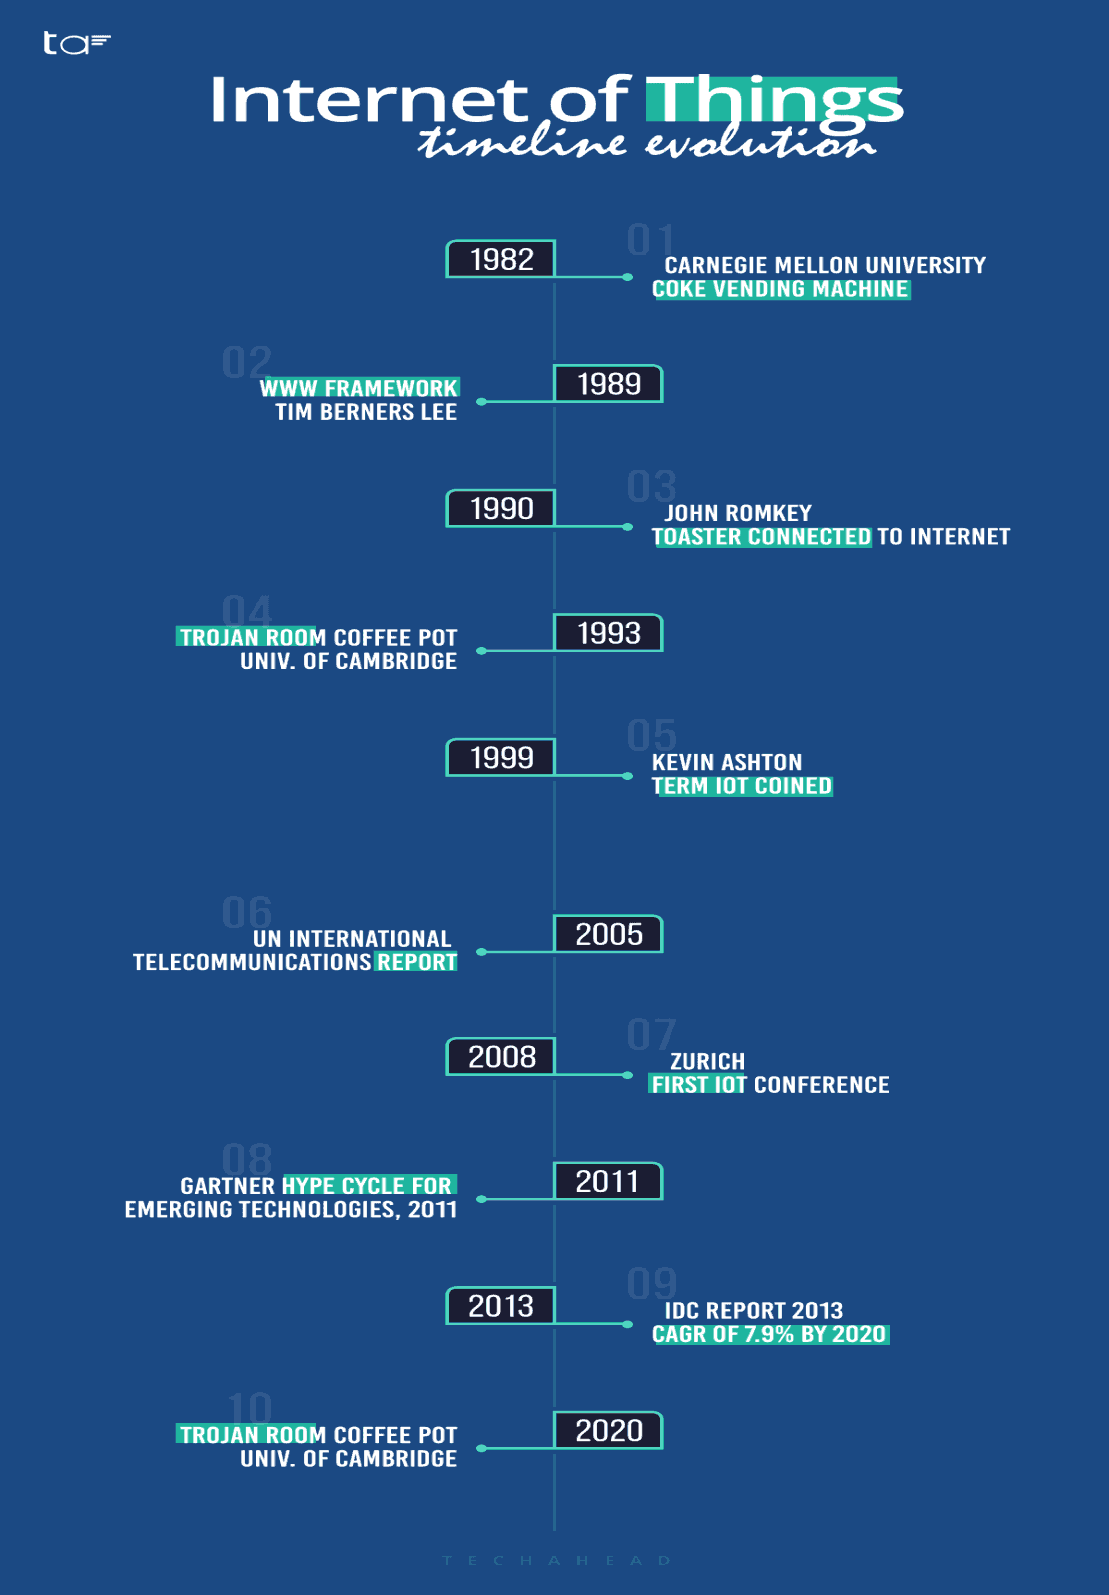 ta
Internet of Things
timeline evolution
01
1982
CARNEGIE MELLON UNIVERSITY
COKE VENDING MACHINE
02
1989
WWW FRAMEWORK
TIM BERNERS LEE
03
1990
JOHN ROMKEY
TOASTER CONNECTED TO INTERNET
04
1993
TROJAN ROOM COFFEE POT
UNIV. OF CAMBRIDGE
05
1999
KEVIN ASHTON
TERM IOT COINED
06
2005
UN INTERNATIONAL
TELECOMMUNICATIONS REPORT
07
2008
ZURICH
FIRST IOT CONFERENCE
08
2011
GARTNER HYPE CYCLE FOR
EMERGING TECHNOLOGIES, 2011
09
2013
IDC REPORT 2013
CAGR OF 7.9% BY 2020
10
2020
TROJAN ROOM COFFEE POT
UNIV. OF CAMBRIDGE
TECHAHEAD